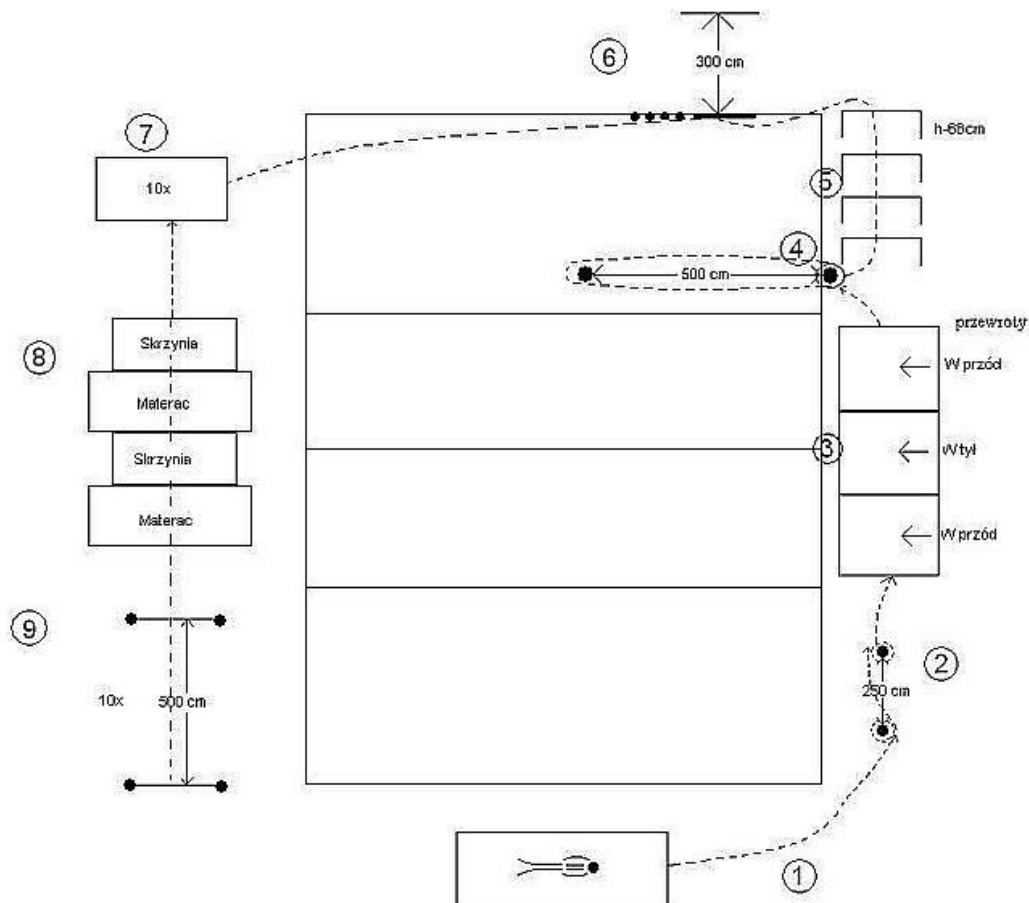 6
300 cm
7
h-68cm
10x
5
4
500 cm
przewroty
8
Skrzynia
W przód
Materac
3
W tył
Skrzynia
Materac
W przód
9
2
10x
500 cm
250 cm
1